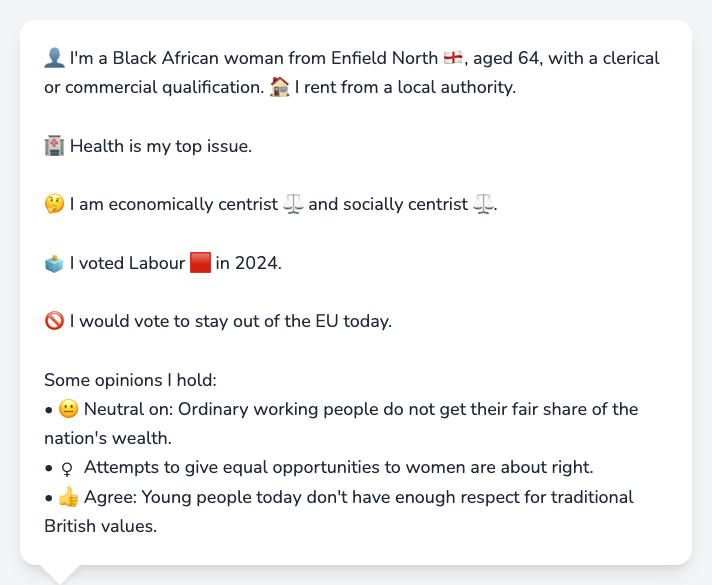 👤 I'm a Black African woman from Enfield North 🏴󠁧󠁢󠁥󠁮󠁧󠁿, aged 64, with a clerical
or commercial qualification. 🏠 I rent from a local authority.
🏥 Health is my top issue.
🤔 I am economically centrist ⚖️ and socially centrist ⚖️.
🗳️ I voted Labour 🟥 in 2024.
🚫 I would vote to stay out of the EU today.
Some opinions I hold:
• 😐 Neutral on: Ordinary working people do not get their fair share of the
nation's wealth.
• ♀ Attempts to give equal opportunities to women are about right.
• 👍 Agree: Young people today don't have enough respect for traditional
British values.